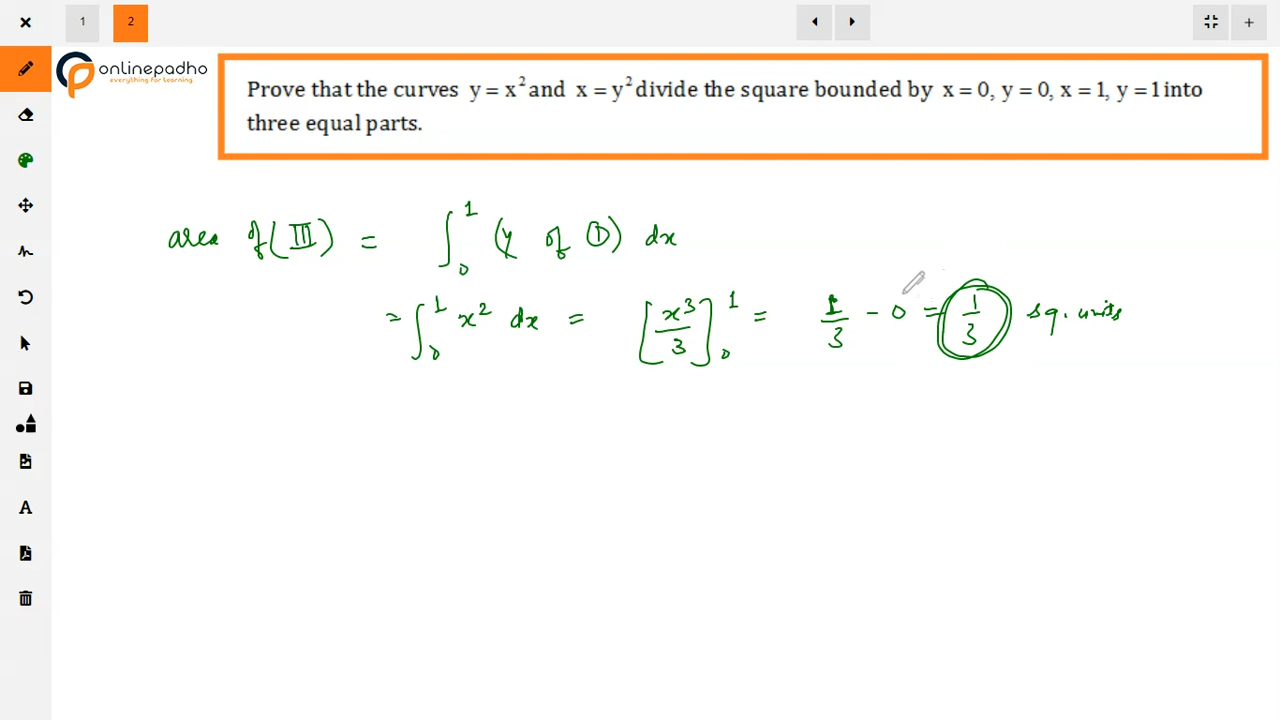 1 2
onlinepadho
everything for learning
Prove that the curves y = x² and x = y² divide the square bounded by x = 0, y = 0, x = 1, y = 1 into
three equal parts.
area of (III) = ∫₀¹ (y of ①) dx
= ∫₀¹ x² dx = [x³/3]₀¹ = 1/3 - 0 = 1/3 sq. units
A